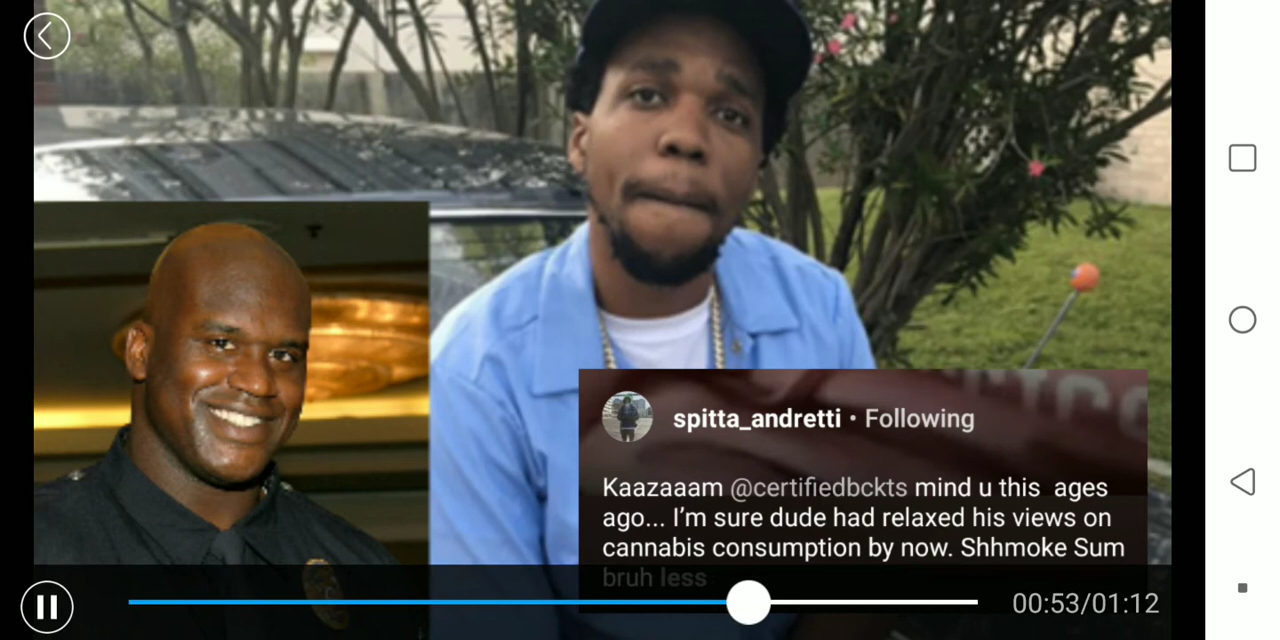 spitta_andretti • Following
Kaazaaam @certifiedbckts mind u this ages
ago... I’m sure dude had relaxed his views on
cannabis consumption by now. Shhmoke Sum
bruh less
00:53/01:12